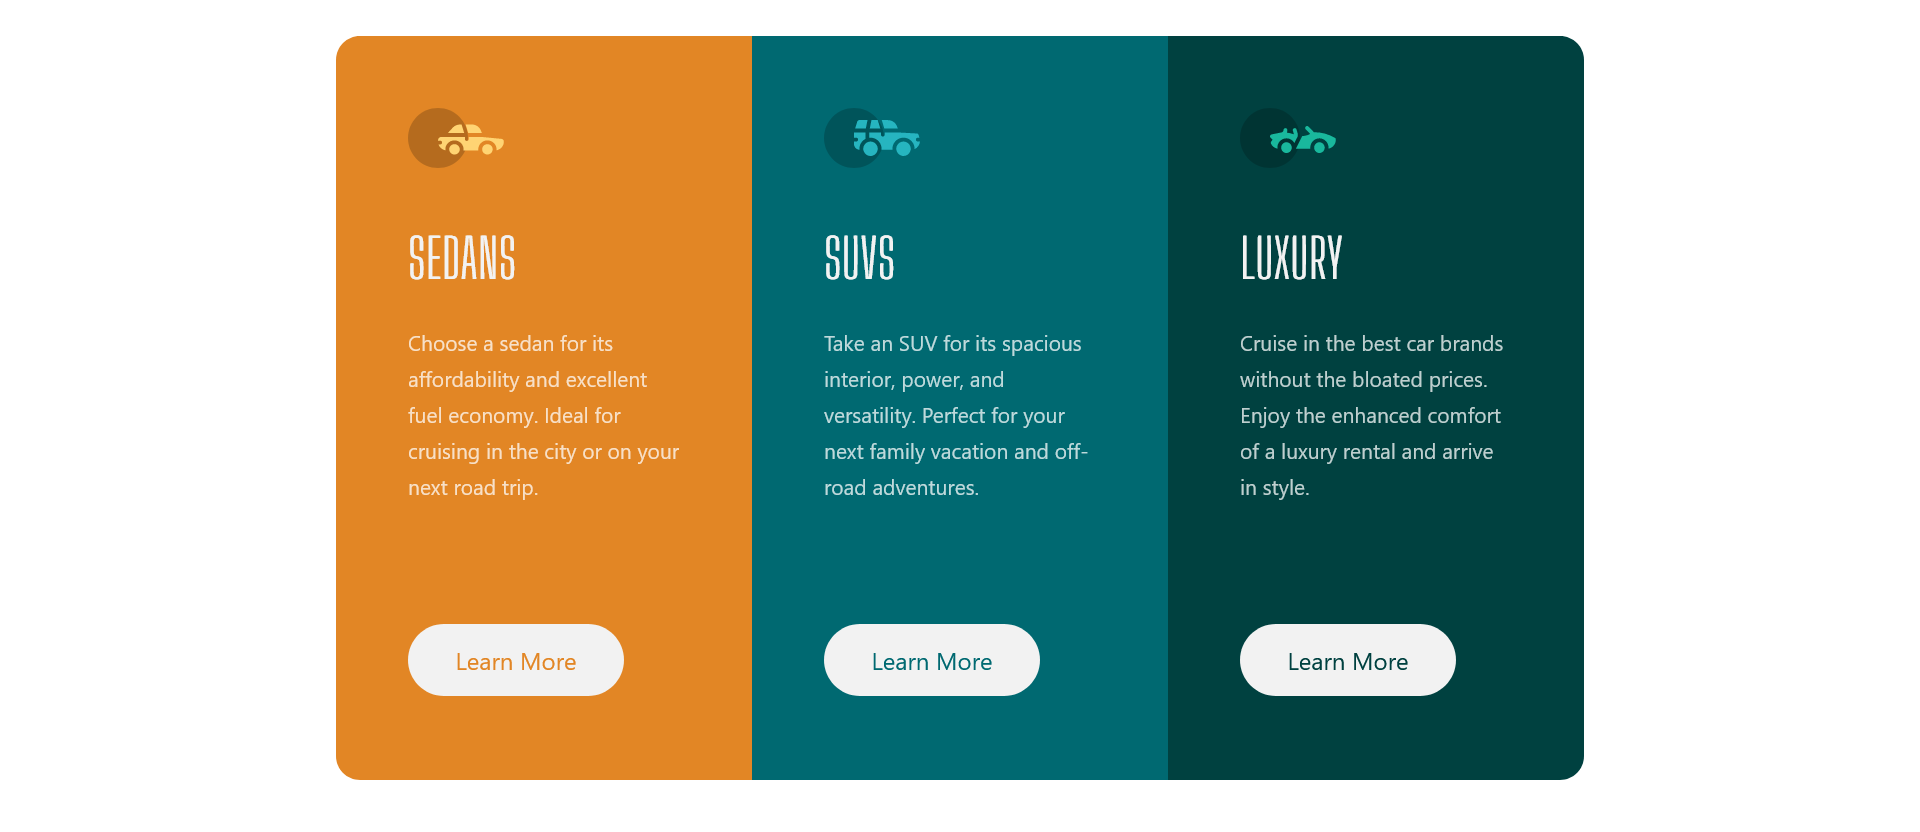 SEDANS
Choose a sedan for its
affordability and excellent
fuel economy. Ideal for
cruising in the city or on your
next road trip.
Learn More
SUVS
Take an SUV for its spacious
interior, power, and
versatility. Perfect for your
next family vacation and off-
road adventures.
Learn More
LUXURY
Cruise in the best car brands
without the bloated prices.
Enjoy the enhanced comfort
of a luxury rental and arrive
in style.
Learn More